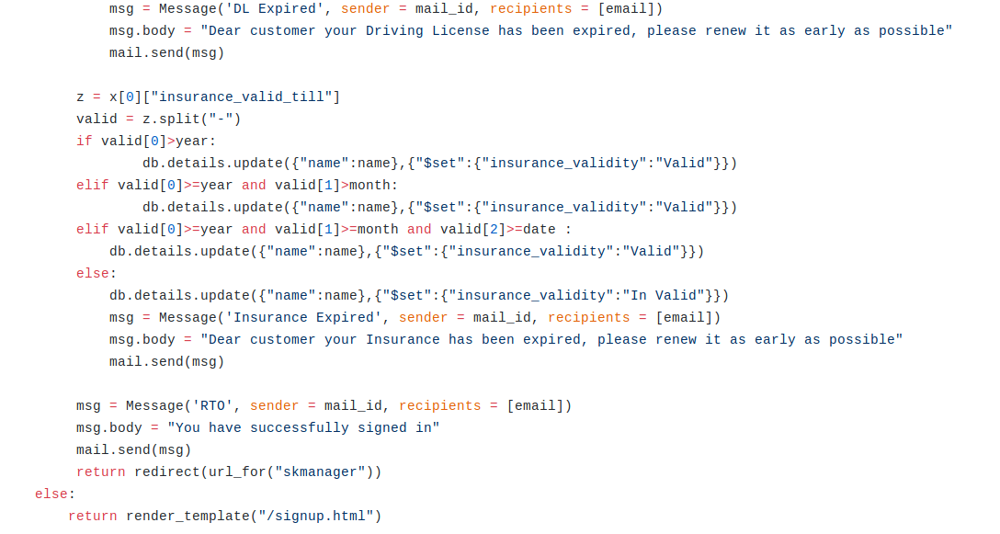 msg = Message('DL Expired', sender = mail_id, recipients = [email])
msg.body = "Dear customer your Driving License has been expired, please renew it as early as possible"
mail.send(msg)
z = x[0]["insurance_valid_till"]
valid = z.split("-")
if valid[0]>year:
db.details.update({"name":name},{"$set":{"insurance_validity":"Valid"}})
elif valid[0]>=year and valid[1]>month:
db.details.update({"name":name},{"$set":{"insurance_validity":"Valid"}})
elif valid[0]>=year and valid[1]>=month and valid[2]>=date :
db.details.update({"name":name},{"$set":{"insurance_validity":"Valid"}})
else:
db.details.update({"name":name},{"$set":{"insurance_validity":"In Valid"}})
msg = Message('Insurance Expired', sender = mail_id, recipients = [email])
msg.body = "Dear customer your Insurance has been expired, please renew it as early as possible"
mail.send(msg)
msg = Message('RTO', sender = mail_id, recipients = [email])
msg.body = "You have successfully signed in"
mail.send(msg)
return redirect(url_for("skmanager"))
else:
return render_template("/signup.html")